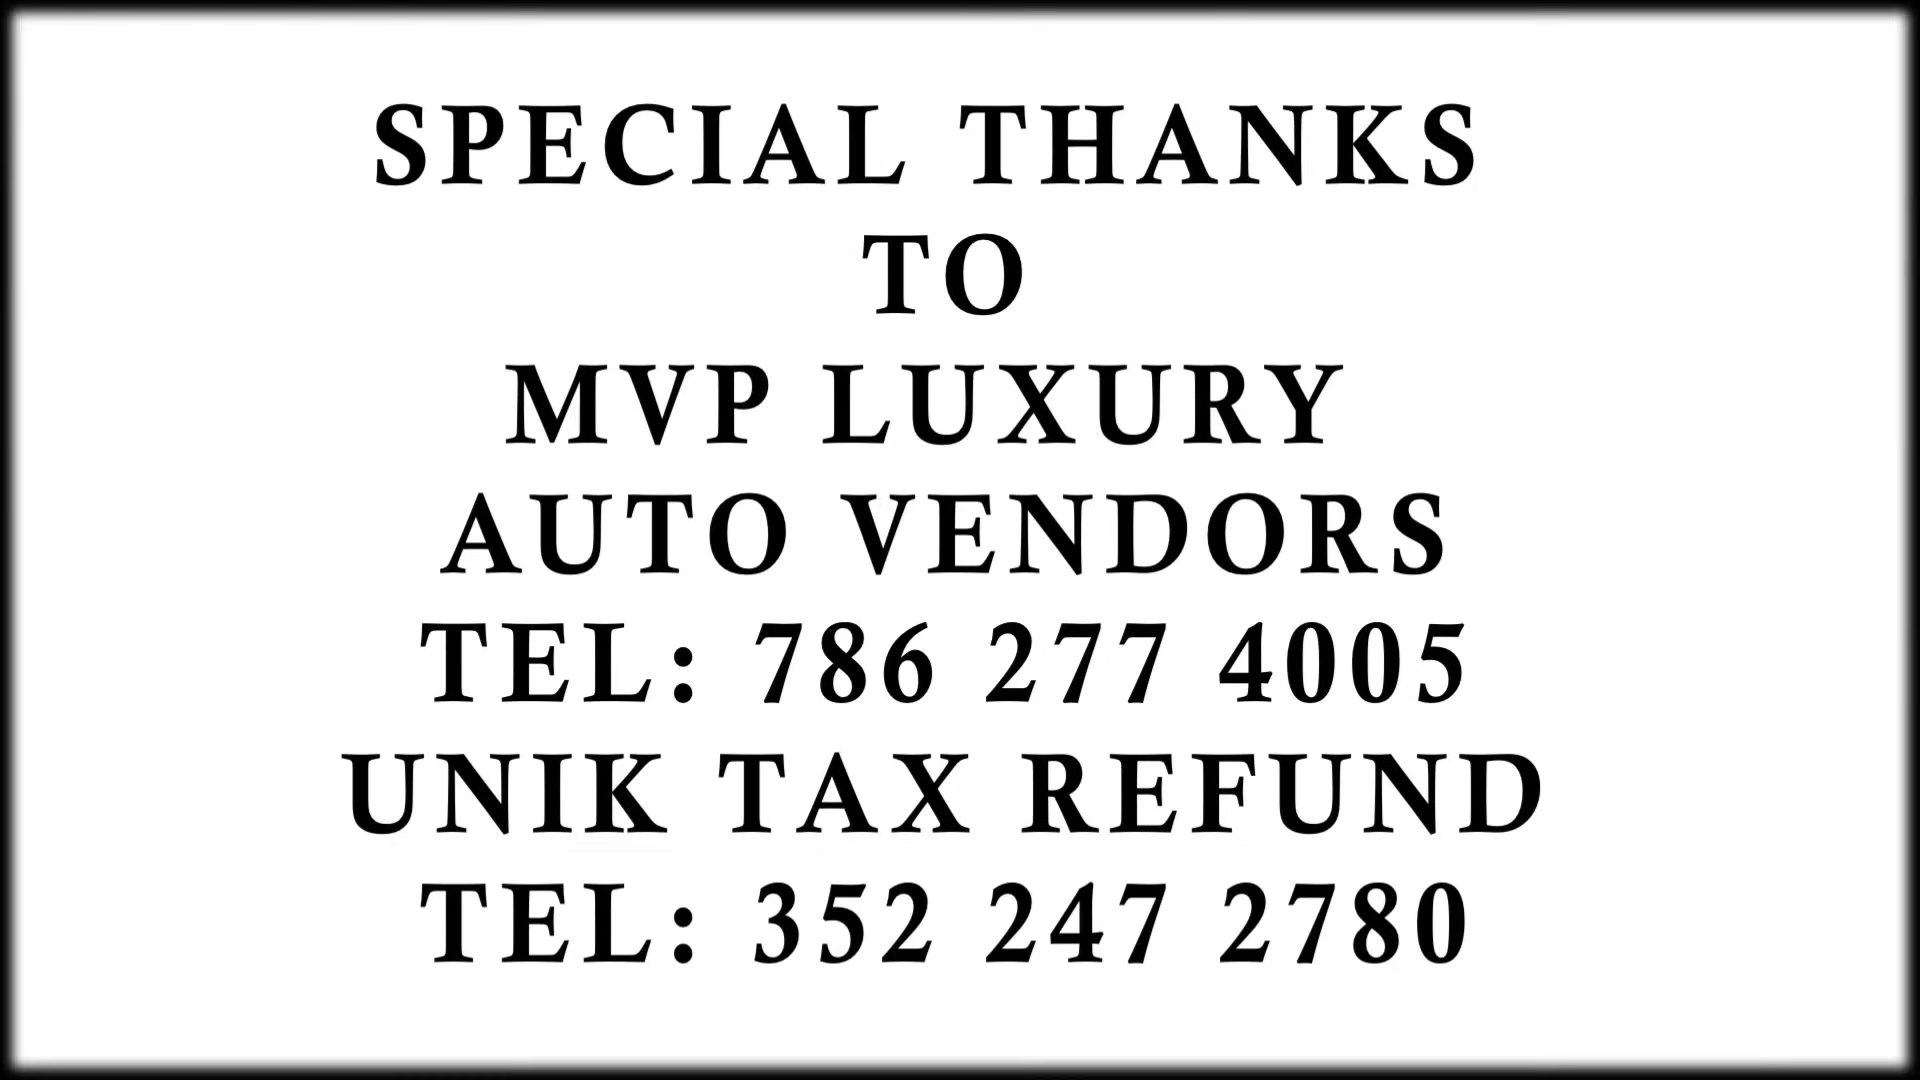 SPECIAL THANKS
TO
MVP LUXURY
AUTO VENDORS
TEL: 786 277 4005
UNIK TAX REFUND
TEL: 352 247 2780